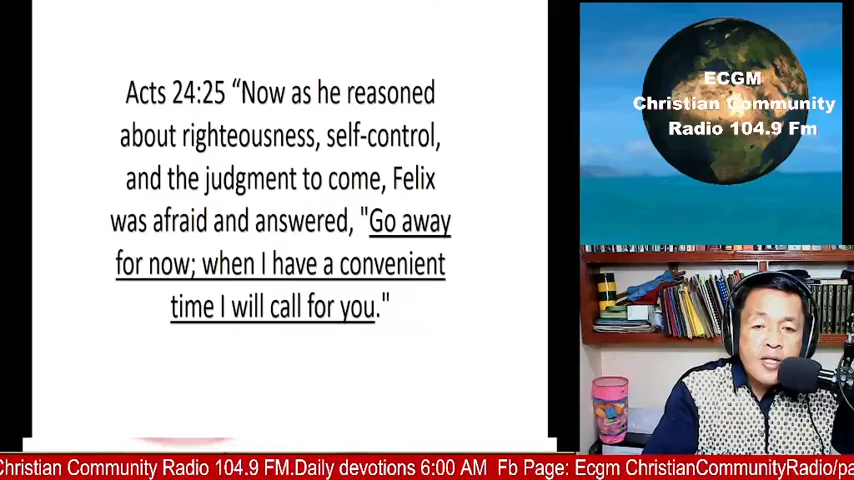 Acts 24:25 “Now as he reasoned
about righteousness, self-control,
and the judgment to come, Felix
was afraid and answered, "Go away
for now; when I have a convenient
time I will call for you."
ECGM
Christian Community
Radio 104.9 Fm
Christian Community Radio 104.9 FM.Daily devotions 6:00 AM Fb Page: Ecgm ChristianCommunityRadio/pa